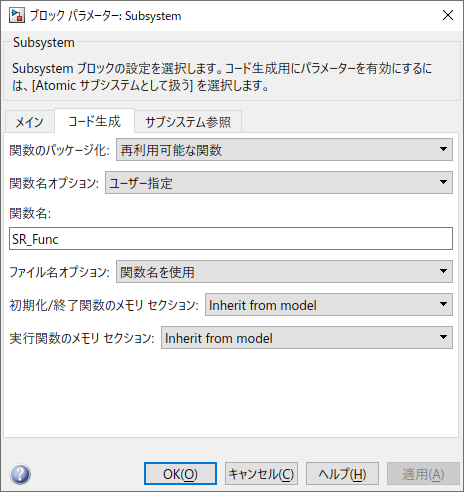 ブロック パラメーター: Subsystem
Subsystem
Subsystem ブロックの設定を選択します。コード生成用にパラメーターを有効にするに
は、[Atomic サブシステムとして扱う] を選択します。
メイン コード生成 サブシステム参照
関数のパッケージ化: 再利用可能な関数
関数名オプション: ユーザー指定
関数名:
SR_Func
ファイル名オプション: 関数名を使用
初期化/終了関数のメモリ セクション: Inherit from model
実行関数のメモリ セクション: Inherit from model
OK(O) キャンセル(C) ヘルプ(H) 適用(A)